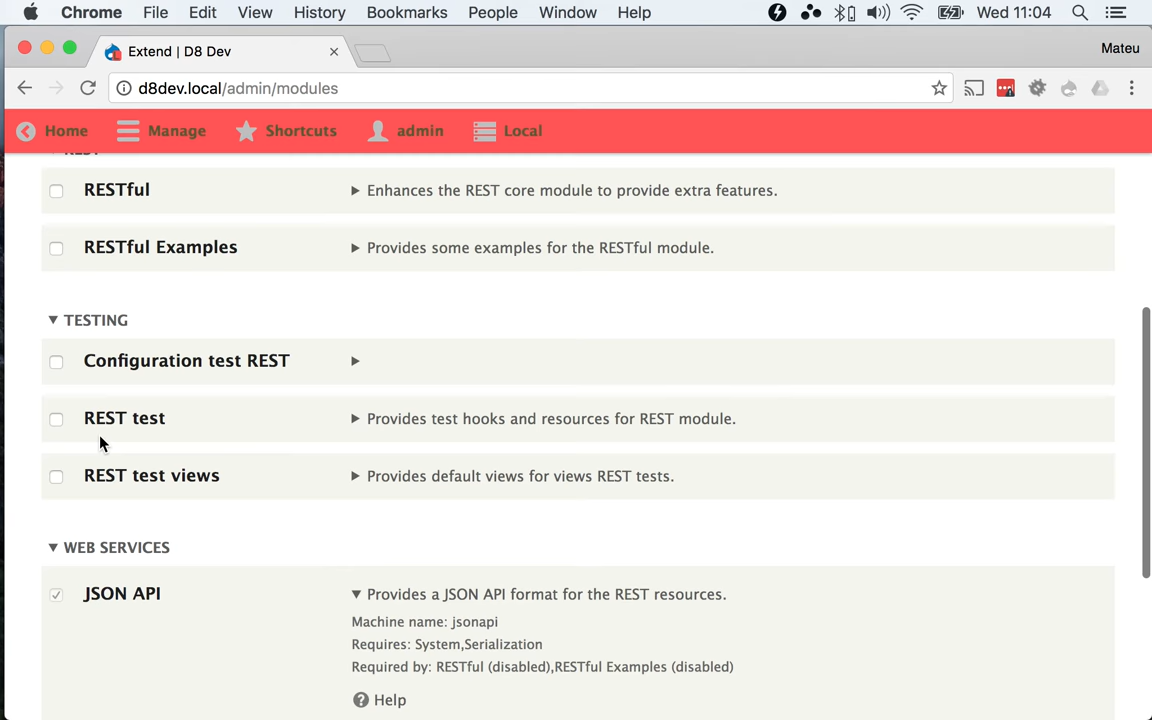 Chrome File Edit View History Bookmarks People Window Help Wed 11:04
Extend | D8 Dev Mateu
d8dev.local/admin/modules
Home Manage Shortcuts admin Local
REST
RESTful Enhances the REST core module to provide extra features.
RESTful Examples Provides some examples for the RESTful module.
TESTING
Configuration test REST
REST test Provides test hooks and resources for REST module.
REST test views Provides default views for views REST tests.
WEB SERVICES
JSON API Provides a JSON API format for the REST resources.
Machine name: jsonapi
Requires: System,Serialization
Required by: RESTful (disabled),RESTful Examples (disabled)
Help